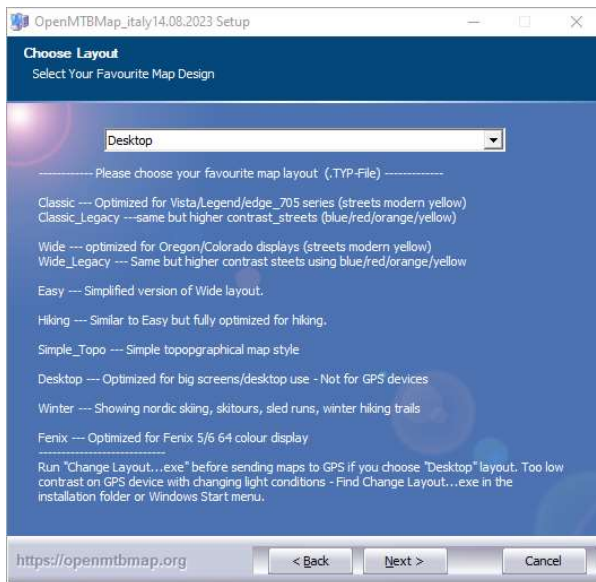 OpenMTBMap_italy14.08.2023 Setup
Choose Layout
Select Your Favourite Map Design
Desktop
------------ Please choose your favourite map layout (.TYP-File) -------------
Classic --- Optimized for Vista/Legend/edge_705 series (streets modern yellow)
Classic_Legacy ---same but higher contrast_streets (blue/red/orange/yellow)
Wide --- optimized for Oregon/Colorado displays (streets modern yellow)
Wide_Legacy --- Same but higher contrast steets using blue/red/orange/yellow
Easy --- Simplified version of Wide layout.
Hiking --- Similar to Easy but fully optimized for hiking.
Simple_Topo --- Simple topopgraphical map style
Desktop --- Optimized for big screens/desktop use - Not for GPS devices
Winter --- Showing nordic skiing, skitours, sled runs, winter hiking trails
Fenix --- Optimized for Fenix 5/6 64 colour display
---------------------------
Run "Change Layout...exe" before sending maps to GPS if you choose "Desktop" layout. Too low
contrast on GPS device with changing light conditions - Find Change Layout...exe in the
installation folder or Windows Start menu.
https://openmtbmap.org
< Back
Next >
Cancel